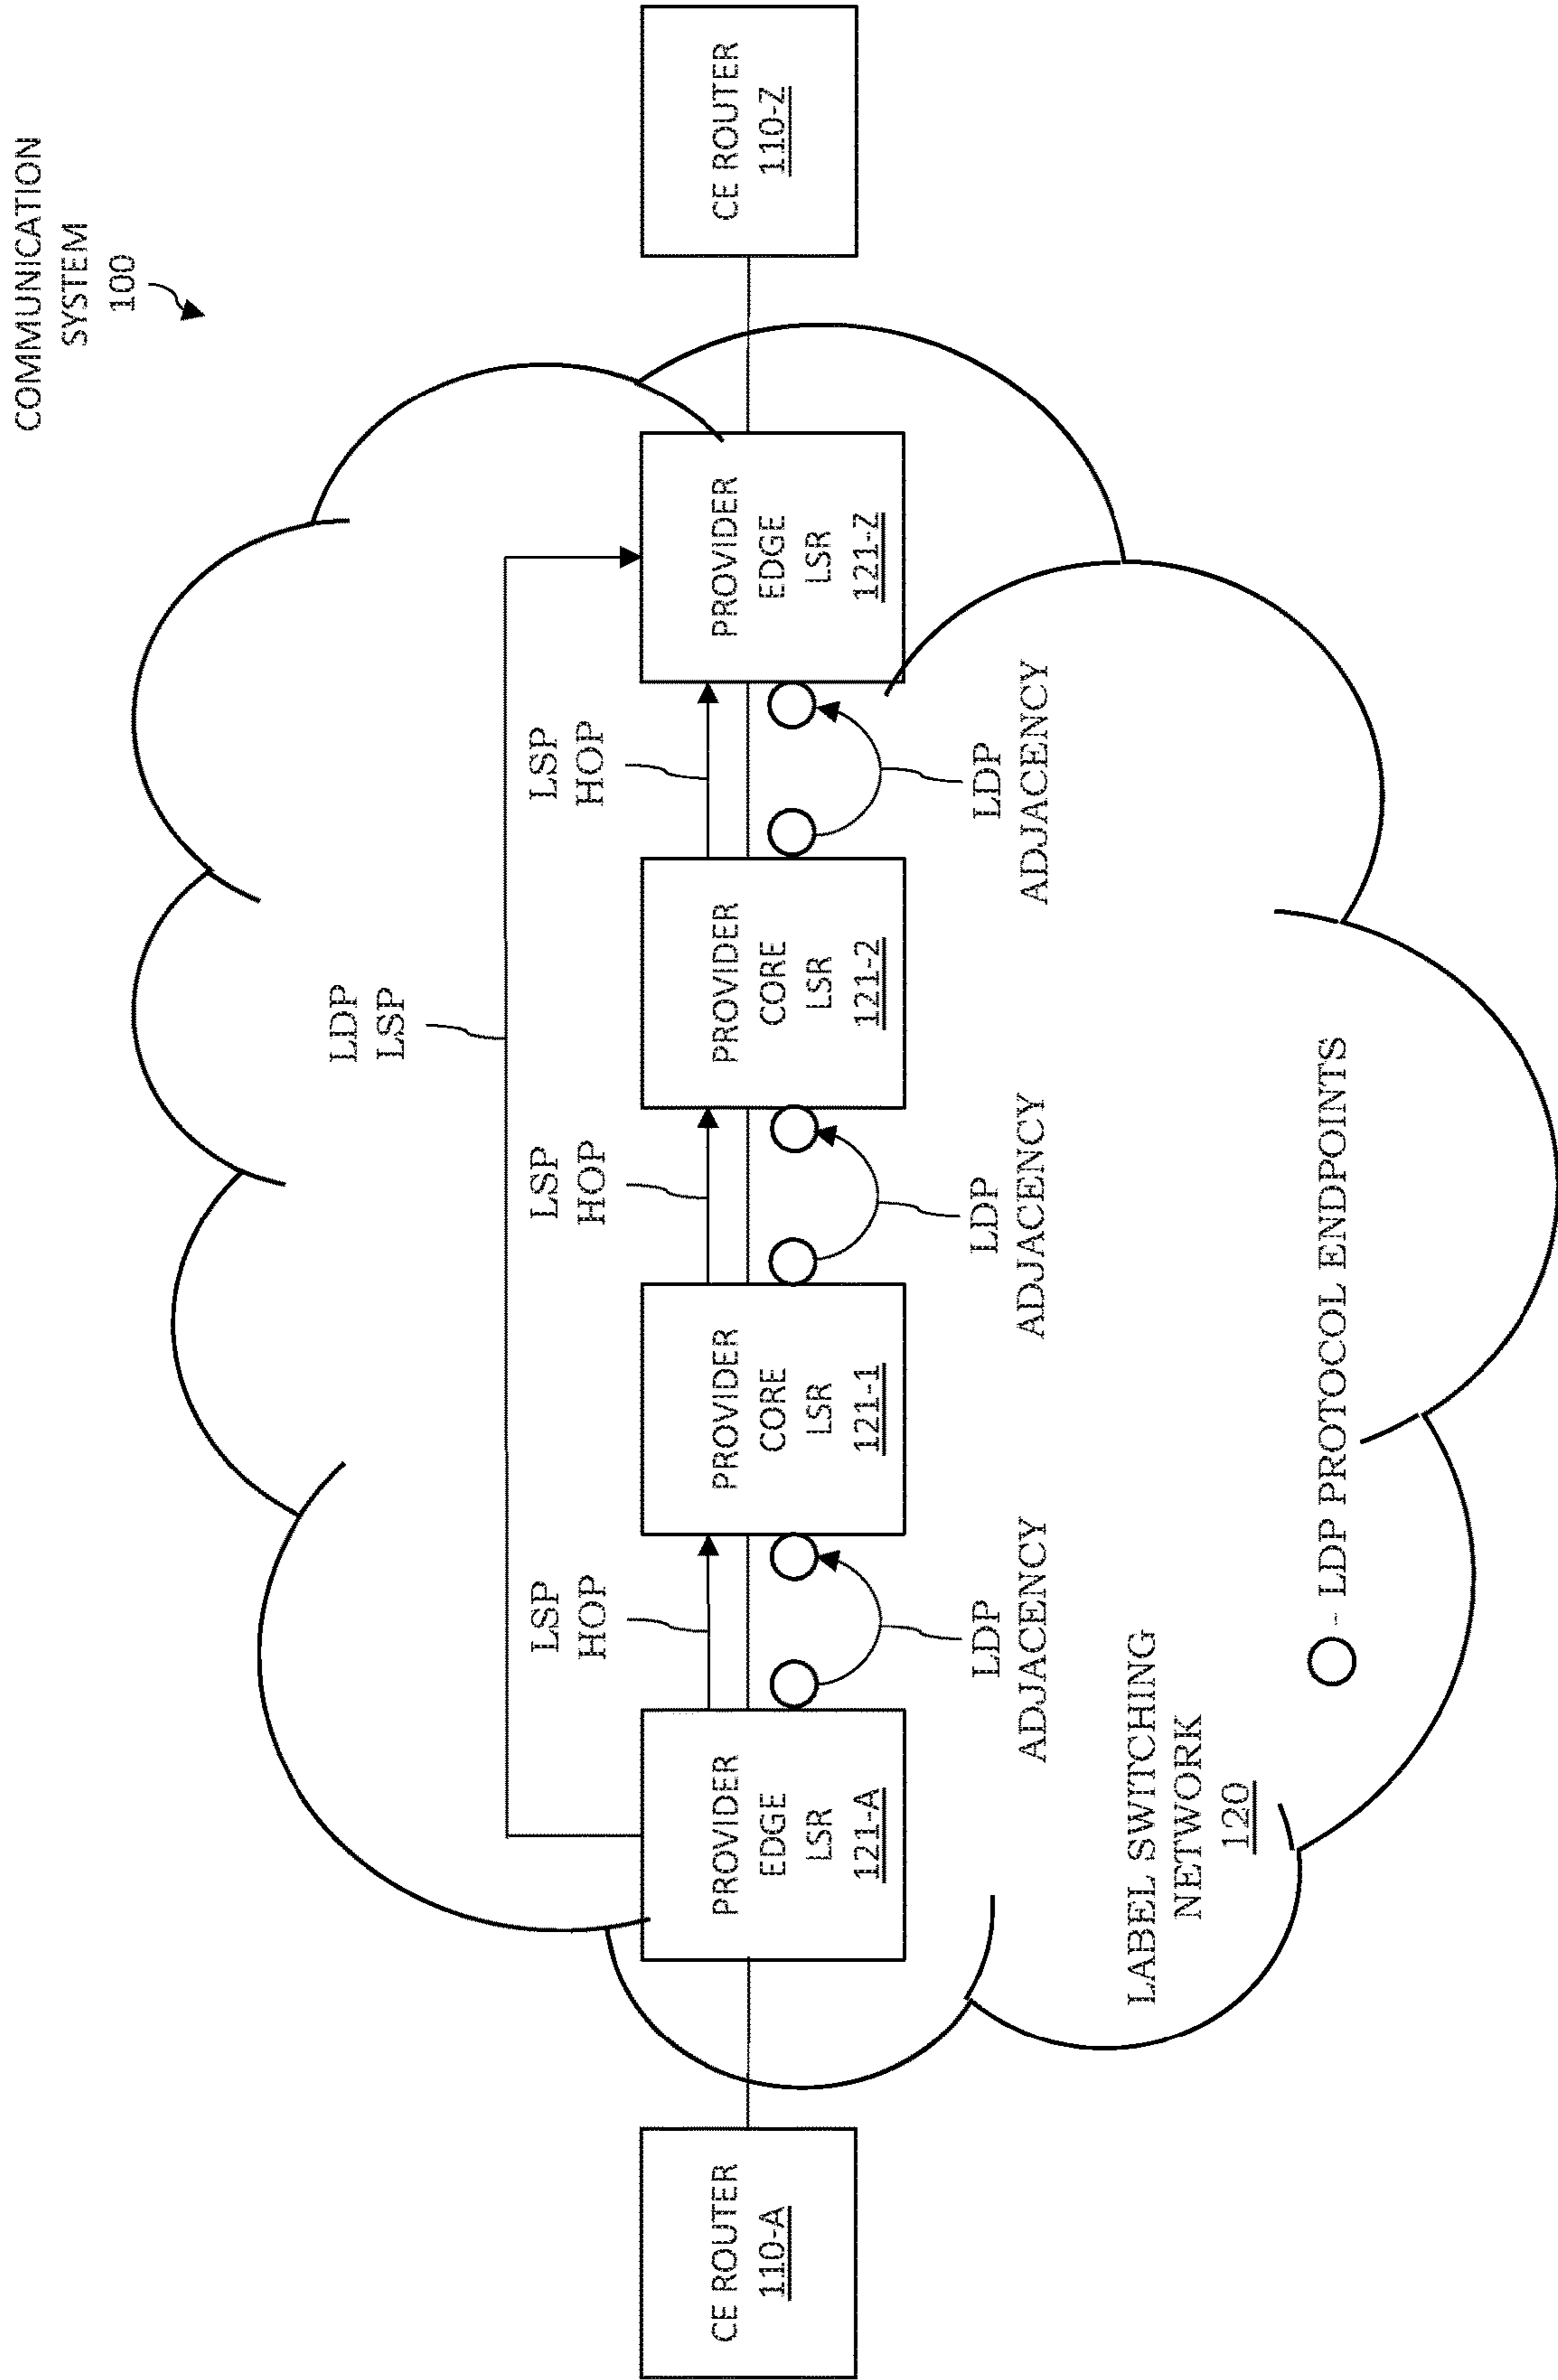 COMMUNICATION
SYSTEM
100
LDP
LSP
LSP
HOP
LSP
HOP
LSP
HOP
CE ROUTER
110-A
PROVIDER
EDGE
LSR
121-A
PROVIDER
CORE
LSR
121-1
PROVIDER
CORE
LSR
121-2
PROVIDER
EDGE
LSR
121-Z
CE ROUTER
110-Z
LDP
ADJACENCY
LDP
ADJACENCY
LDP
ADJACENCY
LABEL SWITCHING
NETWORK
120
- LDP PROTOCOL ENDPOINTS